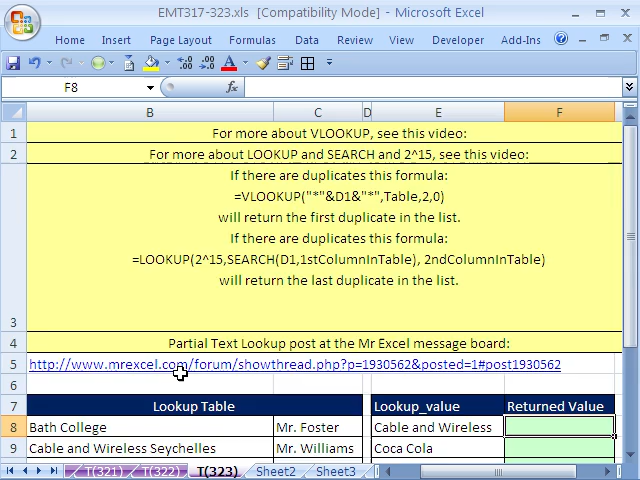 EMT317-323.xls [Compatibility Mode] - Microsoft Excel
Home Insert Page Layout Formulas Data Review View Developer Add-Ins
F8 fx
B C D E F
1 For more about VLOOKUP, see this video:
2 For more about LOOKUP and SEARCH and 2^15, see this video:
If there are duplicates this formula:
=VLOOKUP("*"&D1&"*",Table,2,0)
will return the first duplicate in the list.
If there are duplicates this formula:
=LOOKUP(2^15,SEARCH(D1,1stColumnInTable), 2ndColumnInTable)
will return the last duplicate in the list.
3
4 Partial Text Lookup post at the Mr Excel message board:
5 http://www.mrexcel.com/forum/showthread.php?p=1930562&posted=1#post1930562
6
7 Lookup Table Lookup_value Returned Value
8 Bath College Mr. Foster Cable and Wireless
9 Cable and Wireless Seychelles Mr. Williams Coca Cola
T(321) T(322) T(323) Sheet2 Sheet3